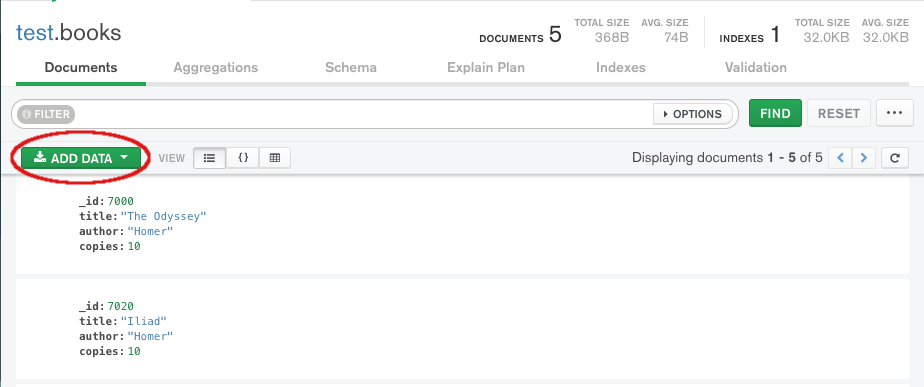 test.books
DOCUMENTS 5 TOTAL SIZE 368B AVG. SIZE 74B INDEXES 1 TOTAL SIZE 32.0KB AVG. SIZE 32.0KB
Documents Aggregations Schema Explain Plan Indexes Validation
FILTER OPTIONS FIND RESET ...
ADD DATA VIEW {} Displaying documents 1 - 5 of 5
_id: 7000
title: "The Odyssey"
author: "Homer"
copies: 10
_id: 7020
title: "Iliad"
author: "Homer"
copies: 10